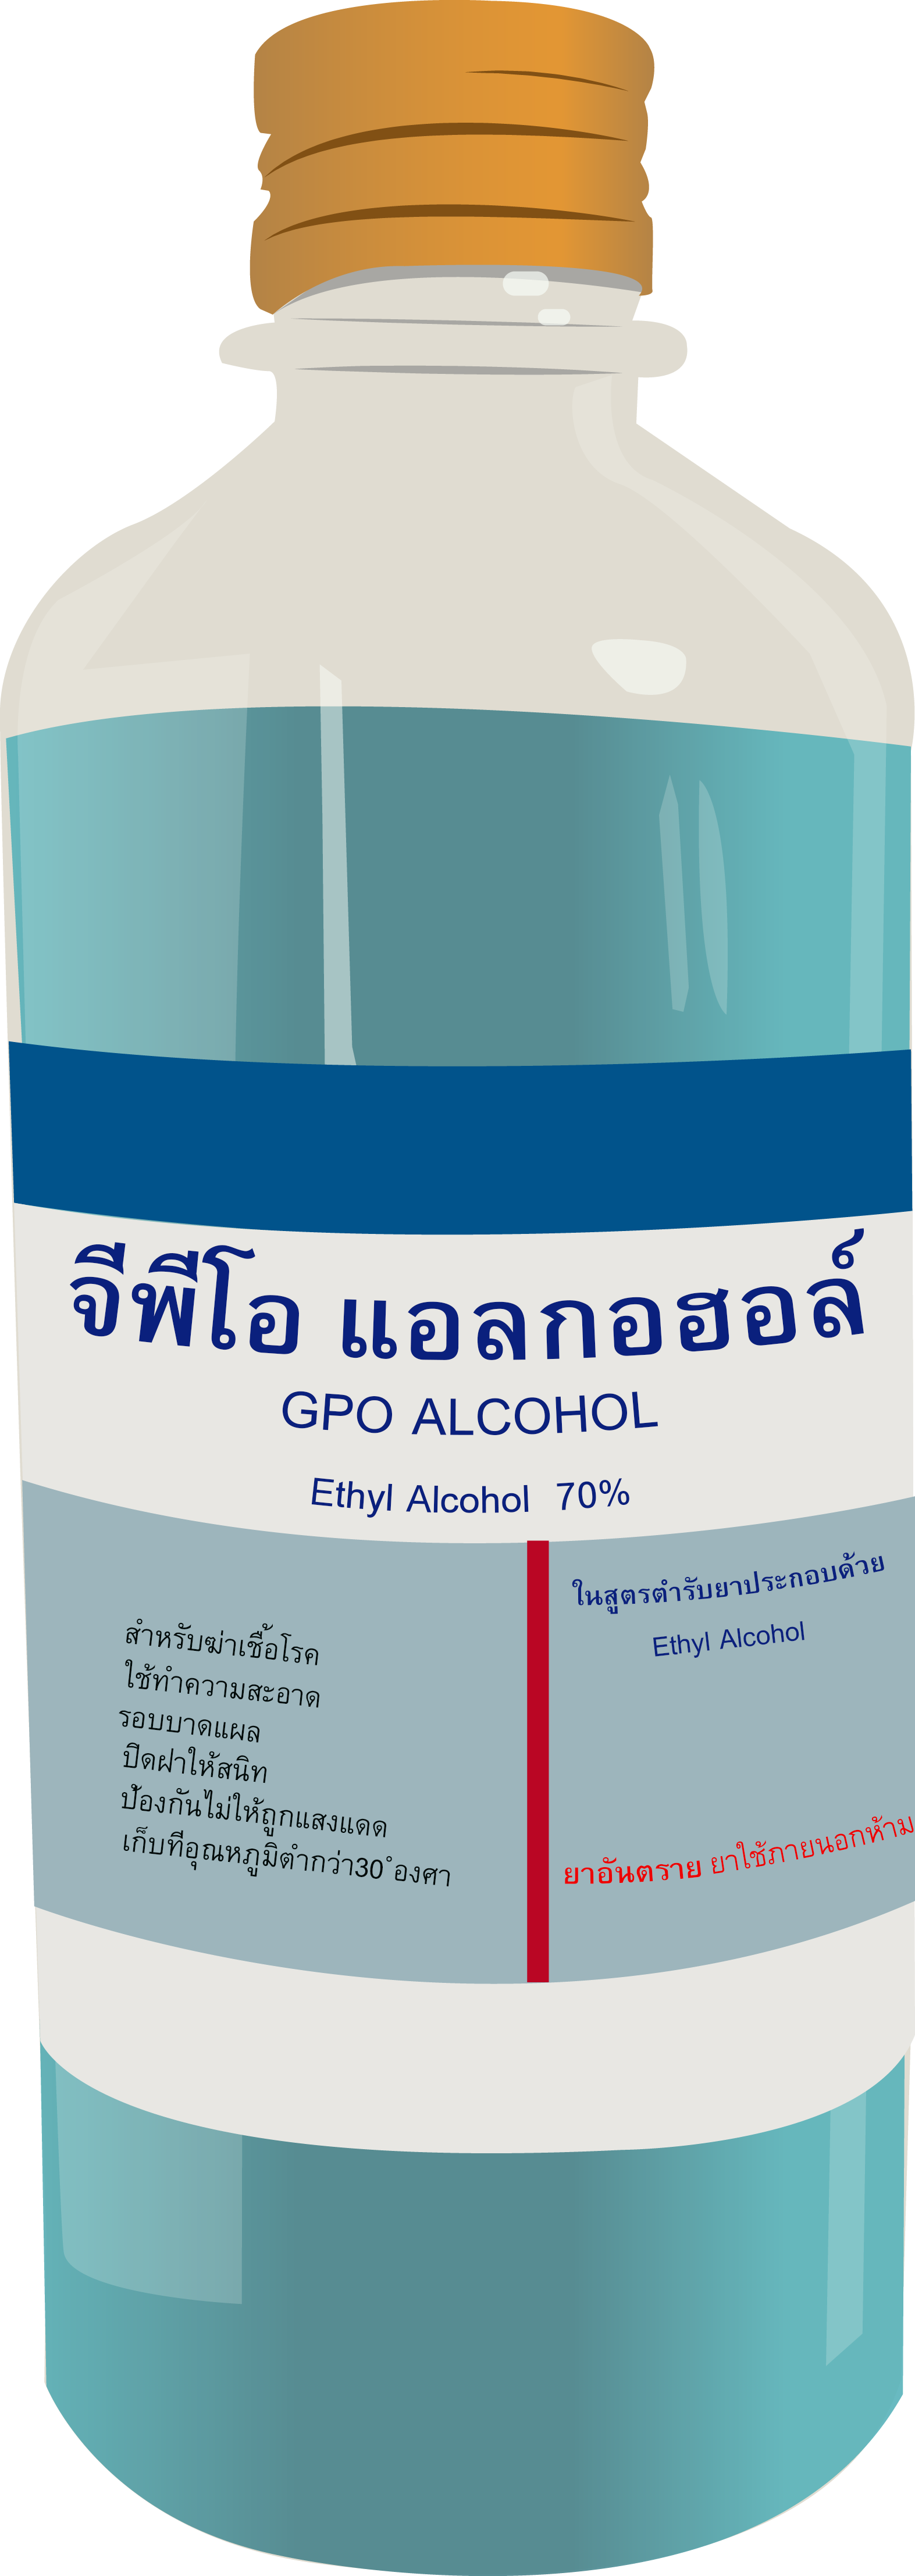 จีพีโอ แอลกอฮอล์
GPO ALCOHOL
Ethyl Alcohol 70%
สำหรับฆ่าเชื้อโรค
ใช้ทำความสะอาด
รอบบาดแผล
ปิดฝาให้สนิท
ป้องกันไม่ให้ถูกแสงแดด
เก็บที่อุณหภูมิต่ำกว่า30˚องศา
ในสูตรตำรับยาประกอบด้วย
Ethyl Alcohol
ยาอันตราย ยาใช้ภายนอกห้าม